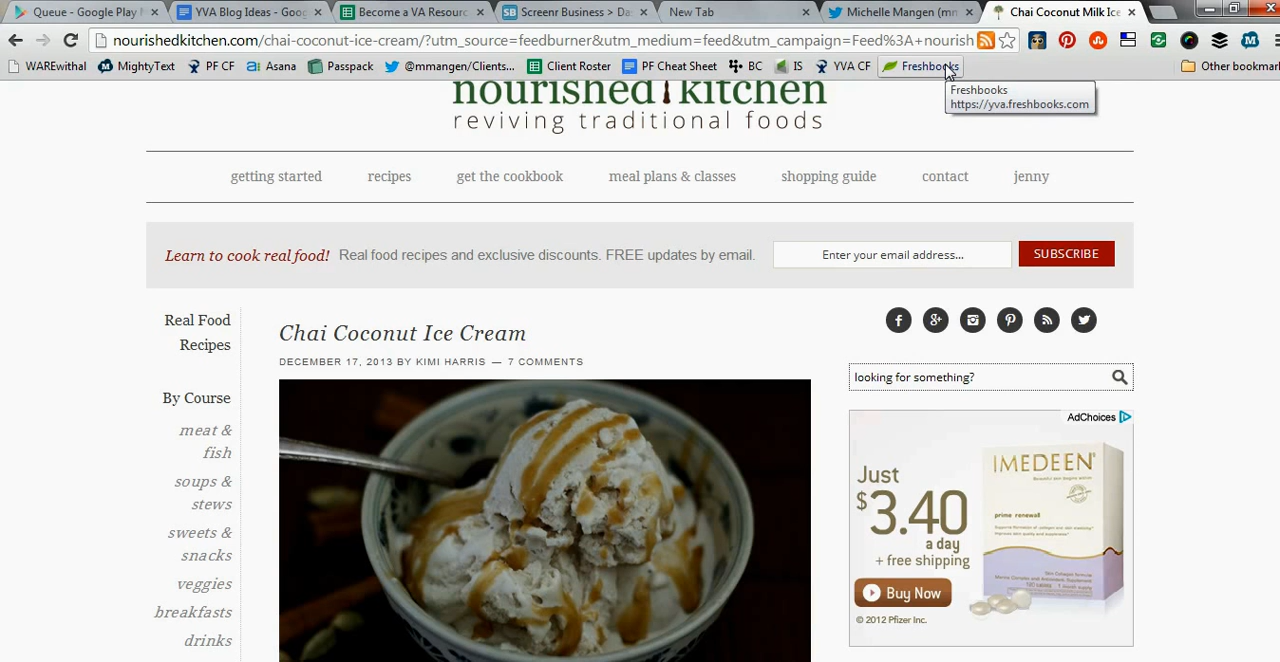 Queue - Google Play M
YVA Blog Ideas - Goog
Become a VA Resourc
Screenr Business > Da
New Tab
Michelle Mangen (mm
Chai Coconut Milk Ice
nourishedkitchen.com/chai-coconut-ice-cream/?utm_source=feedburner&utm_medium=feed&utm_campaign=Feed%3A+nourish
WAREwithal
MightyText
PF CF
Asana
Passpack
@mmangen/Clients...
Client Roster
PF Cheat Sheet
BC
IS
YVA CF
Freshbooks
Other bookmar
Freshbooks
https://yva.freshbooks.com
nourished kitchen
reviving traditional foods
getting started
recipes
get the cookbook
meal plans & classes
shopping guide
contact
jenny
Learn to cook real food! Real food recipes and exclusive discounts. FREE updates by email.
Enter your email address...
SUBSCRIBE
Real Food
Recipes
By Course
meat &
fish
soups &
stews
sweets &
snacks
veggies
breakfasts
drinks
Chai Coconut Ice Cream
DECEMBER 17, 2013 BY KIMI HARRIS — 7 COMMENTS
looking for something?
AdChoices
Just
$3.40
a day
+ free shipping
Buy Now
© 2012 Pfizer Inc.
IMEDEEN
prime renewal